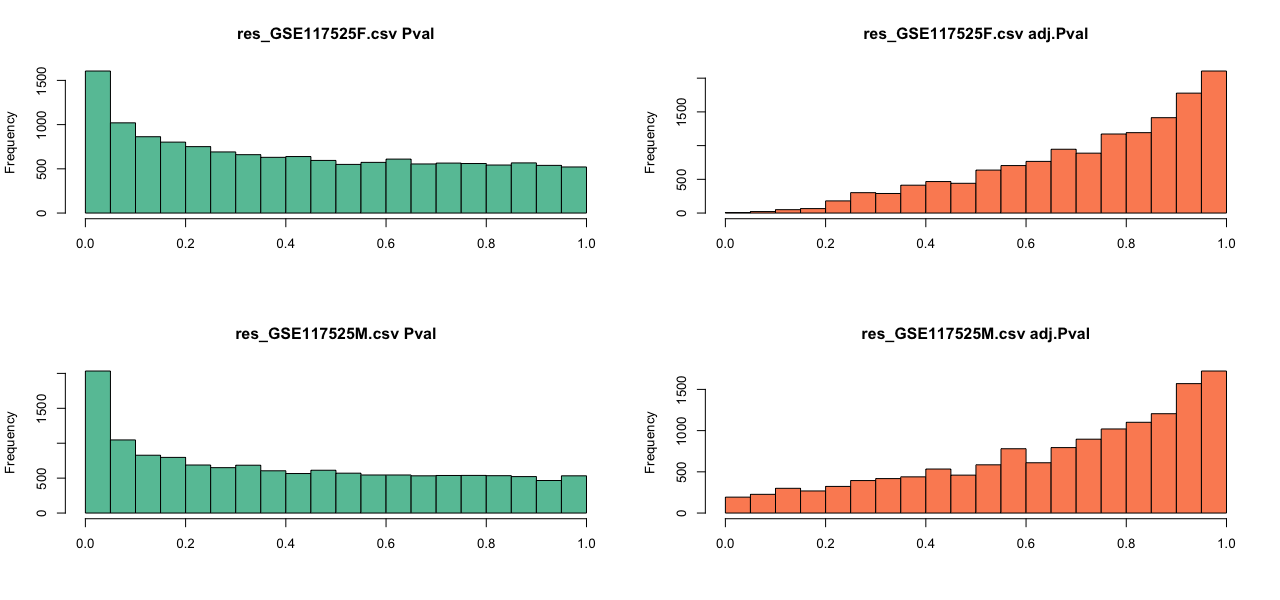 res_GSE117525F.csv Pval
Frequency
0 500 1000 1500
0.0 0.2 0.4 0.6 0.8 1.0
res_GSE117525F.csv adj.Pval
Frequency
0 500 1500
0.0 0.2 0.4 0.6 0.8 1.0
res_GSE117525M.csv Pval
Frequency
0 500 1500
0.0 0.2 0.4 0.6 0.8 1.0
res_GSE117525M.csv adj.Pval
Frequency
0 500 1000 1500
0.0 0.2 0.4 0.6 0.8 1.0